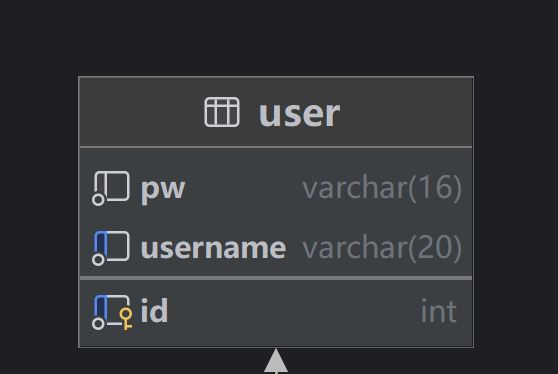 user
pw varchar(16)
username varchar(20)
id int